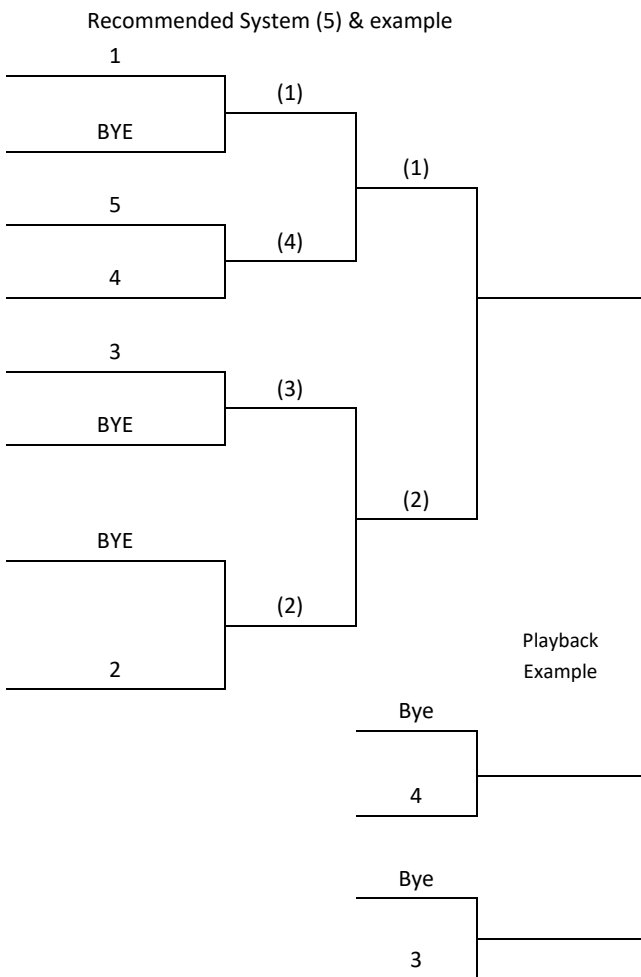 Recommended System (5) & example
1
(1)
BYE
(1)
5
(4)
4
3
(3)
BYE
(2)
BYE
(2)
2
Playback
Example
Bye
4
Bye
3